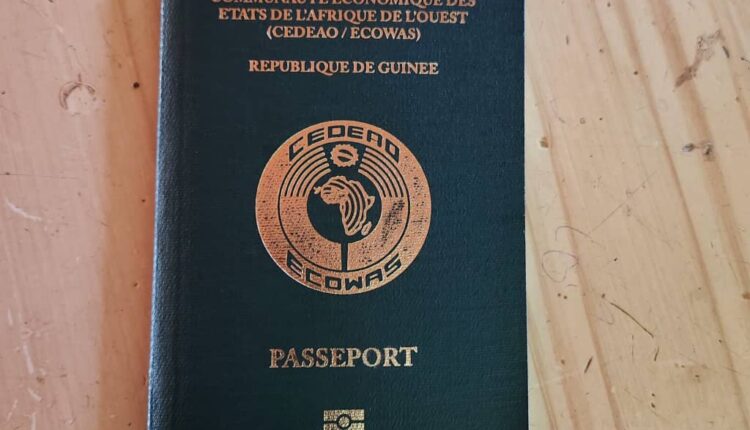 COMMUNAUTE ECONOMIQUE DES
ETATS DE L'AFRIQUE DE L'OUEST
(CEDEAO / ECOWAS)
REPUBLIQUE DE GUINEE
CEDEAO
ECOWAS
PASSEPORT